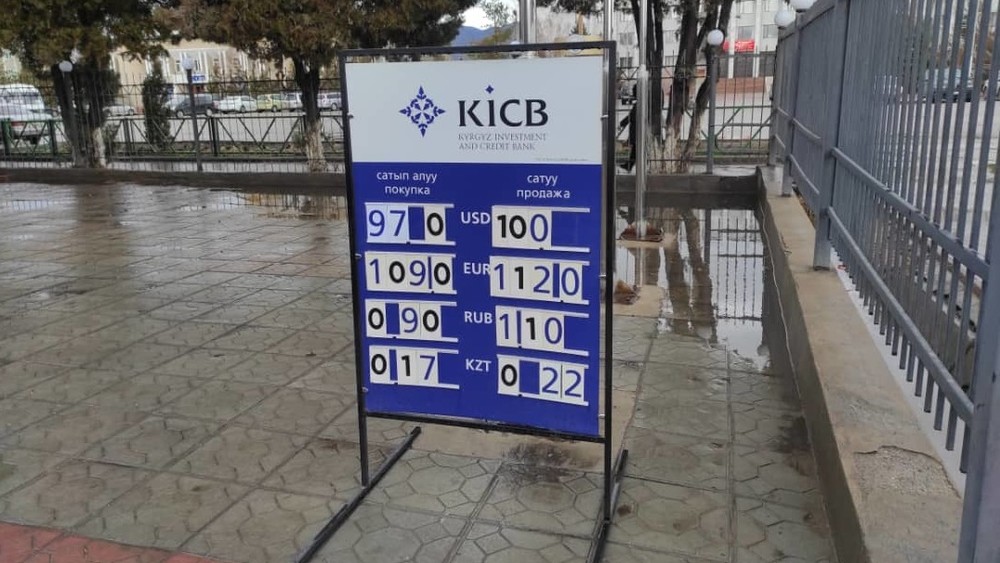 KICB
KYRGYZ INVESTMENT
AND CREDIT BANK
сатып алуу сатуу
покупка продажа
97 0 USD 100
109 0 EUR 112 0
0 90 RUB 1 10
0 17 KZT 0 22